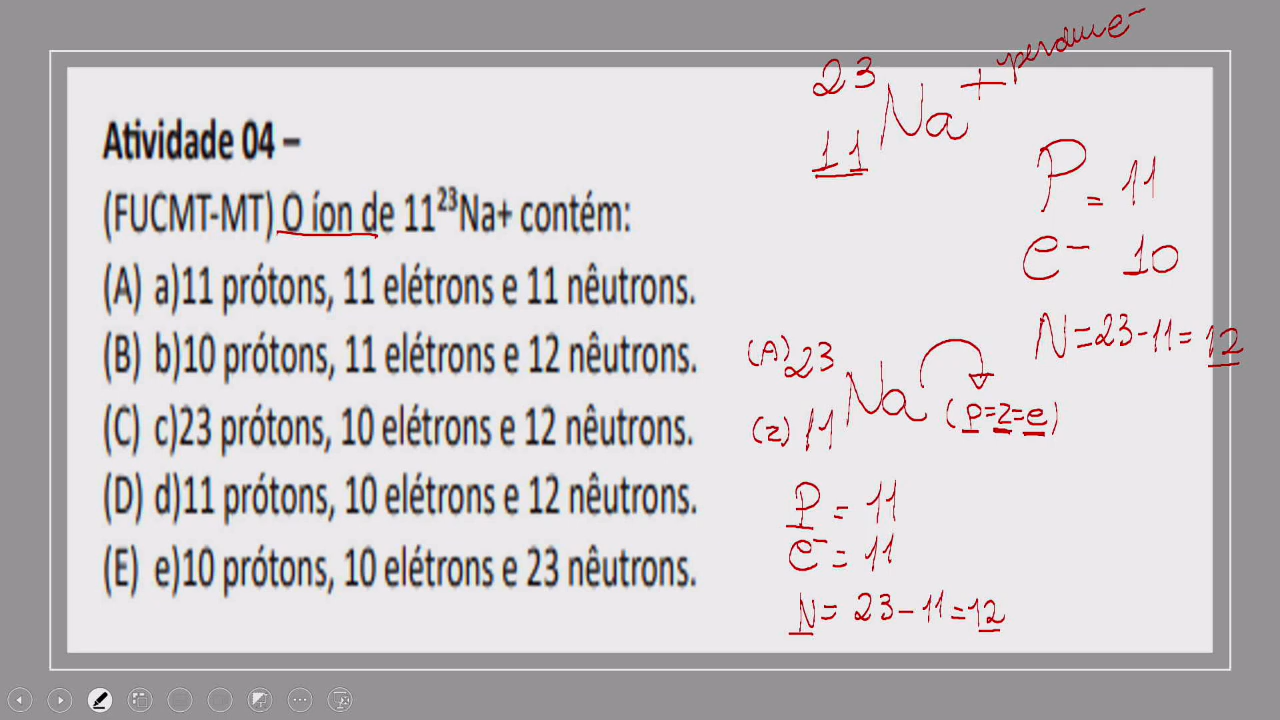 Atividade 04 –
(FUCMT-MT) O íon de 11²³Na+ contém:
(A) a)11 prótons, 11 elétrons e 11 nêutrons.
(B) b)10 prótons, 11 elétrons e 12 nêutrons.
(C) c)23 prótons, 10 elétrons e 12 nêutrons.
(D) d)11 prótons, 10 elétrons e 12 nêutrons.
(E) e)10 prótons, 10 elétrons e 23 nêutrons.
23
11 Na + e-
P = 11
e- 10
N = 23 - 11 = 12
(A) 23
(Z) 11 Na (P=Z=e)
P = 11
e- = 11
N = 23 - 11 = 12